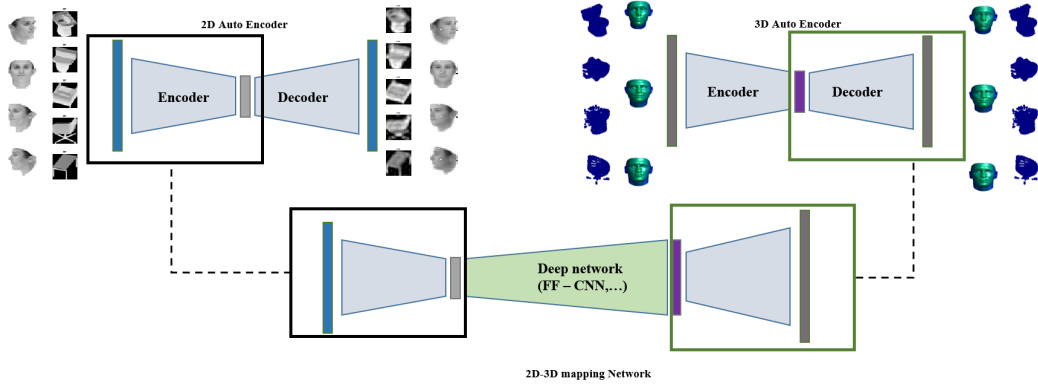 2D Auto Encoder
3D Auto Encoder
Encoder
Decoder
Encoder
Decoder
Deep network
(FF – CNN,…)
2D-3D mapping Network